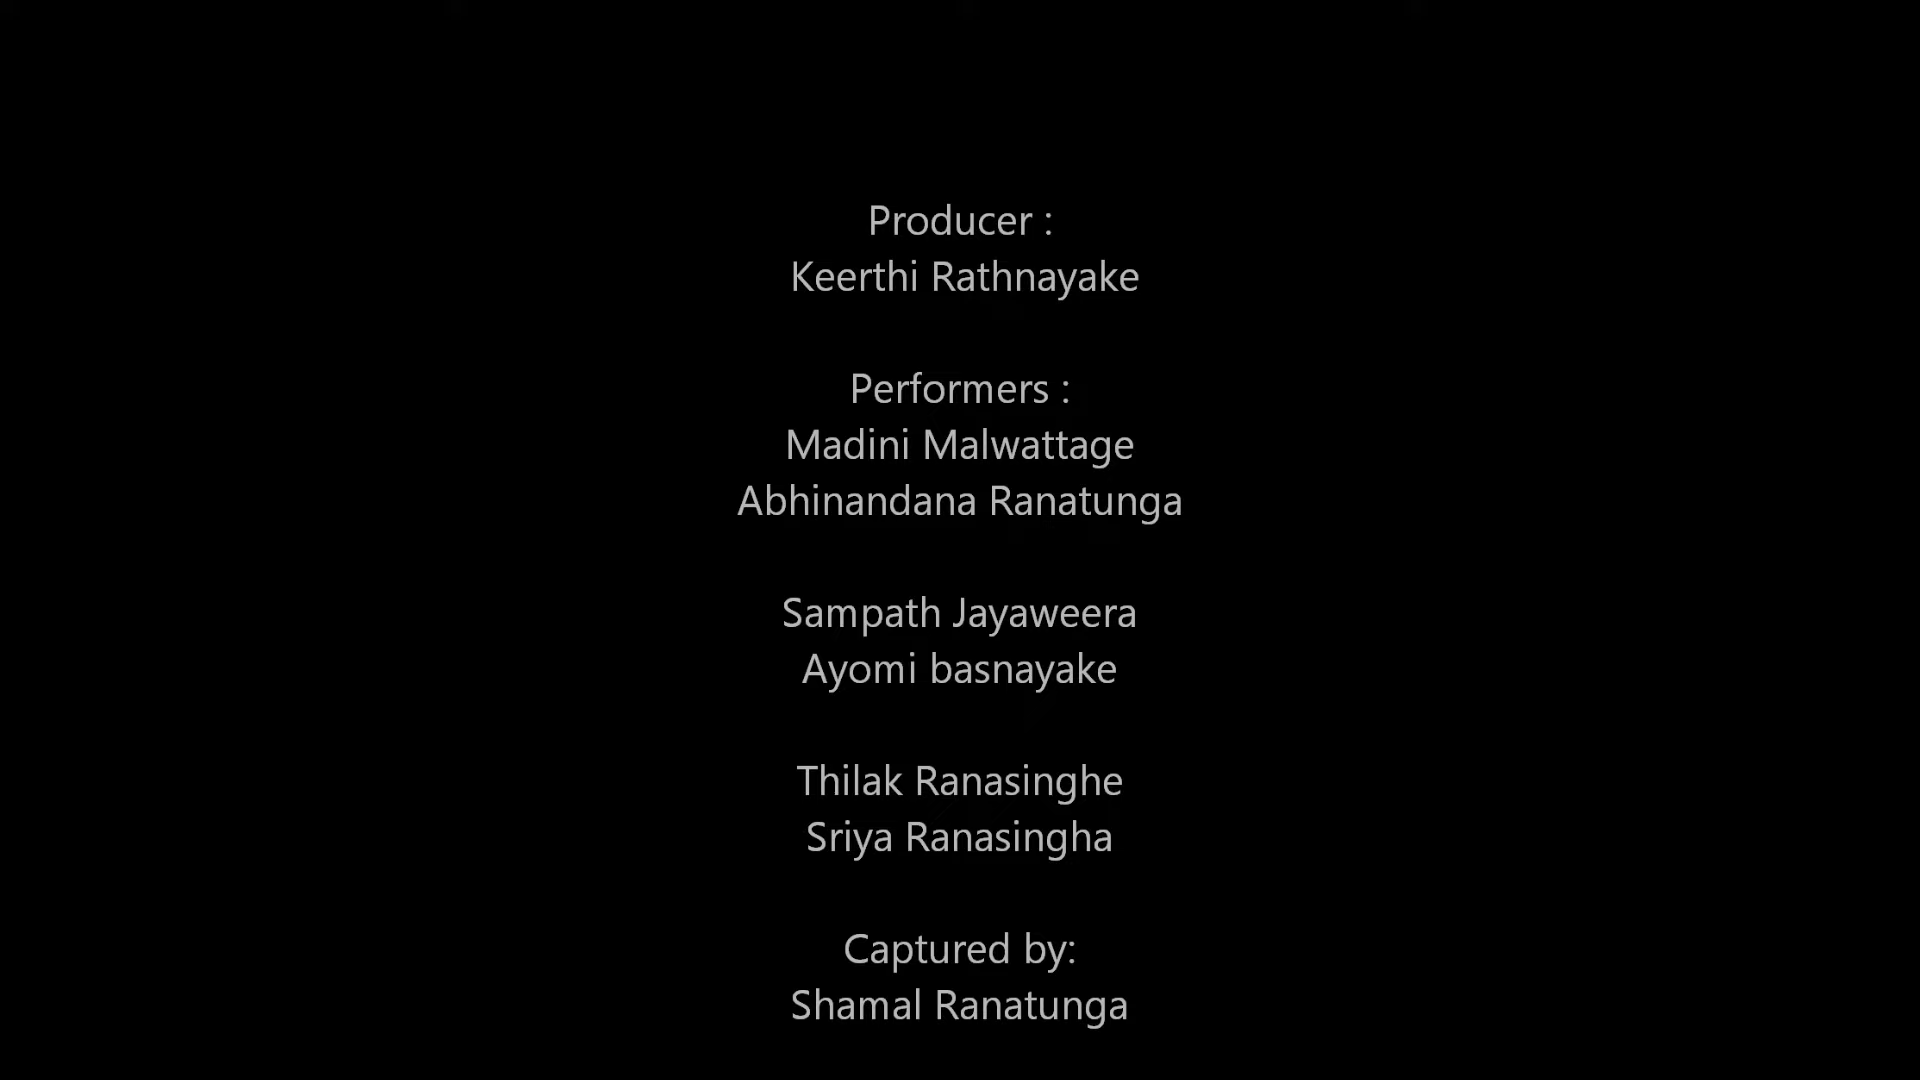 Producer :
Keerthi Rathnayake
Performers :
Madini Malwattage
Abhinandana Ranatunga
Sampath Jayaweera
Ayomi basnayake
Thilak Ranasinghe
Sriya Ranasingha
Captured by:
Shamal Ranatunga